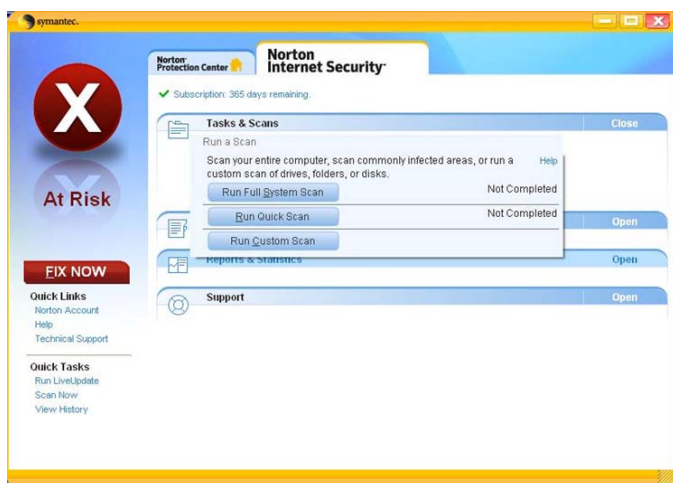 symantec.
Norton
Protection Center
Norton
Internet Security
Subscription: 365 days remaining.
X
At Risk
FIX NOW
Quick Links
Norton Account
Help
Technical Support
Quick Tasks
Run LiveUpdate
Scan Now
View History
Tasks & Scans Close
Run a Scan
Scan your entire computer, scan commonly infected areas, or run a Help
custom scan of drives, folders, or disks.
Run Full System Scan Not Completed
Run Quick Scan Not Completed
Run Custom Scan
Open
Reports & Statistics Open
Support Open